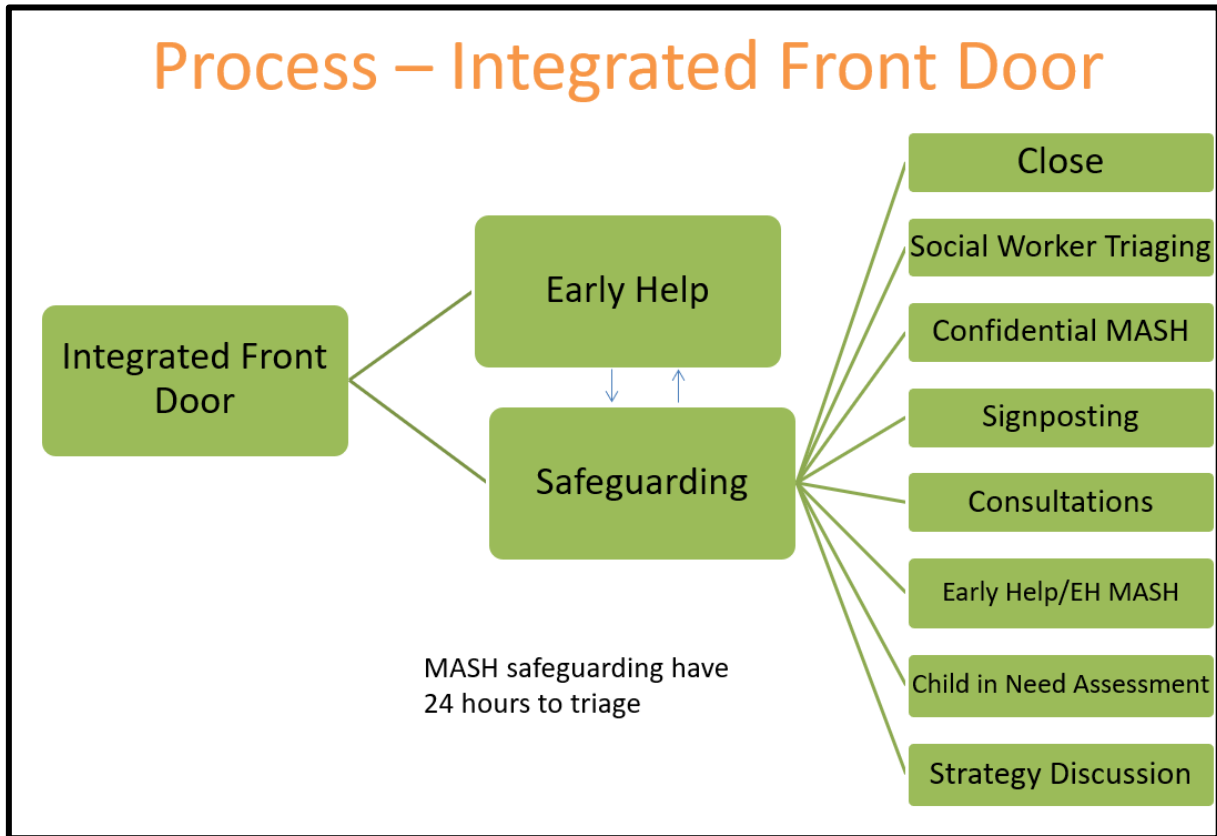 Process – Integrated Front Door
Integrated Front
Door
Early Help
Safeguarding
MASH safeguarding have
24 hours to triage
Close
Social Worker Triaging
Confidential MASH
Signposting
Consultations
Early Help/EH MASH
Child in Need Assessment
Strategy Discussion